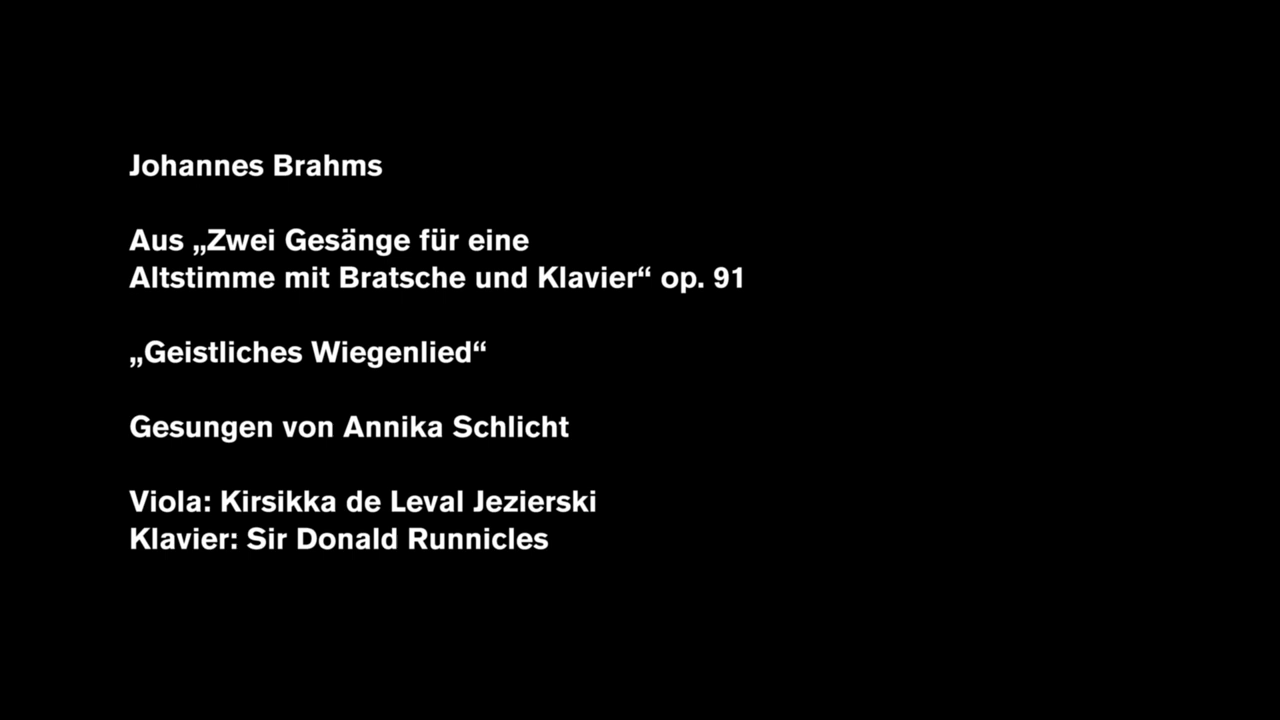 Johannes Brahms
Aus „Zwei Gesänge für eine
Altstimme mit Bratsche und Klavier“ op. 91
„Geistliches Wiegenlied“
Gesungen von Annika Schlicht
Viola: Kirsikka de Leval Jezierski
Klavier: Sir Donald Runnicles